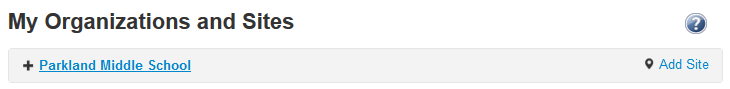 My Organizations and Sites
Parkland Middle School Add Site